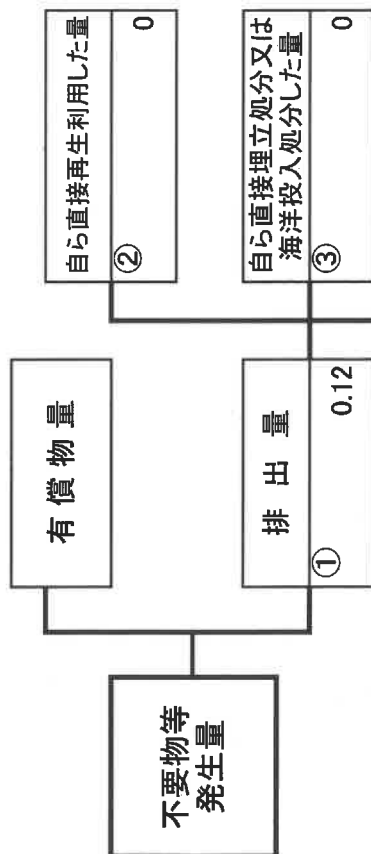 不要物等
発生量
有償物量
排出量
① 0.12
自ら直接再生利用した量
② 0
自ら直接埋立処分又は
海洋投入処分した量
③ 0